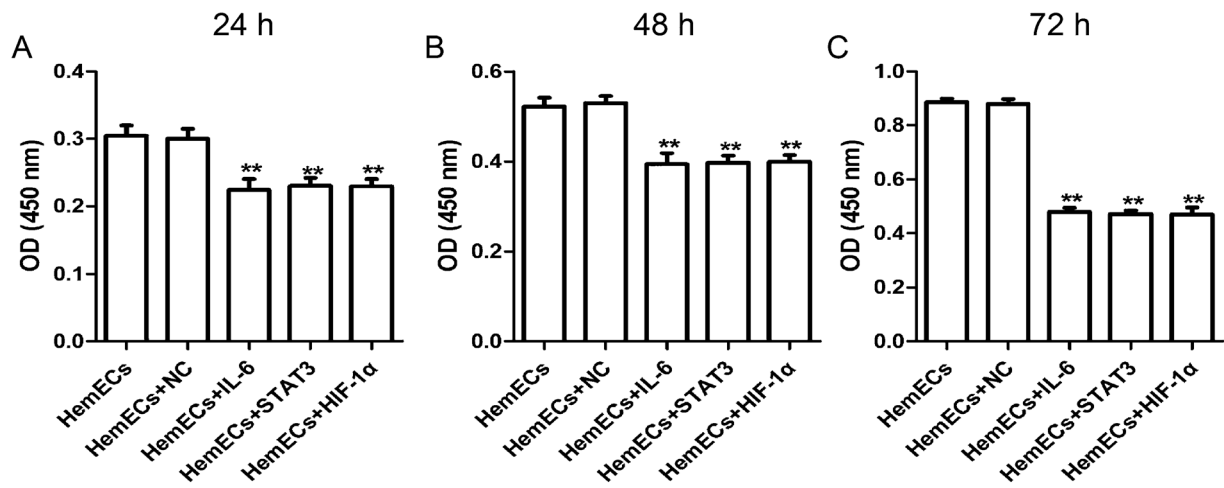 24 h
48 h
72 h
A
B
C
OD (450 nm)
0.4
0.3
0.2
0.1
0.0
**
**
**
HemECs
HemECs+NC
HemECs+IL-6
HemECs+STAT3
HemECs+HIF-1α
OD (450 nm)
0.6
0.4
0.2
0.0
**
**
**
HemECs
HemECs+NC
HemECs+IL-6
HemECs+STAT3
HemECs+HIF-1α
OD (450 nm)
1.0
0.8
0.6
0.4
0.2
0.0
**
**
**
HemECs
HemECs+NC
HemECs+IL-6
HemECs+STAT3
HemECs+HIF-1α